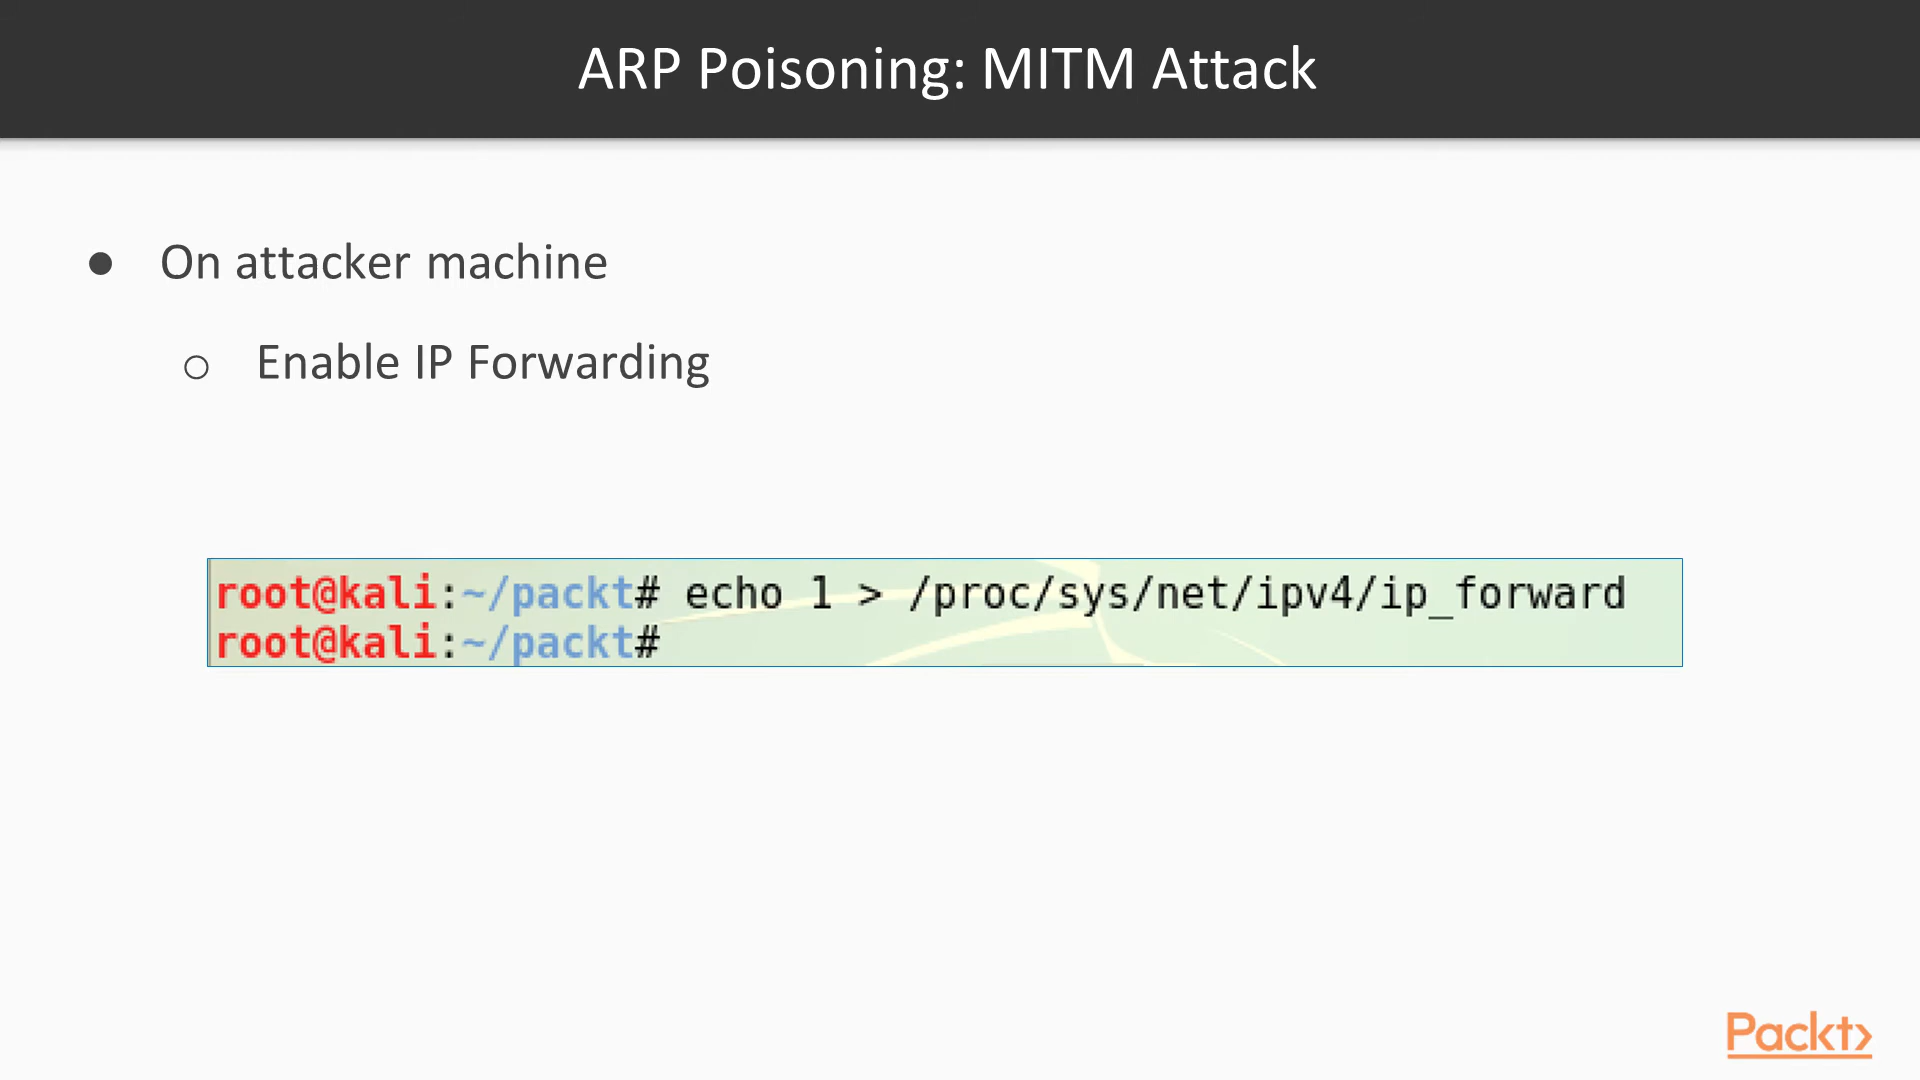 ARP Poisoning: MITM Attack
● On attacker machine
○ Enable IP Forwarding
root@kali:~/packt# echo 1 > /proc/sys/net/ipv4/ip_forward
root@kali:~/packt#
Packt>